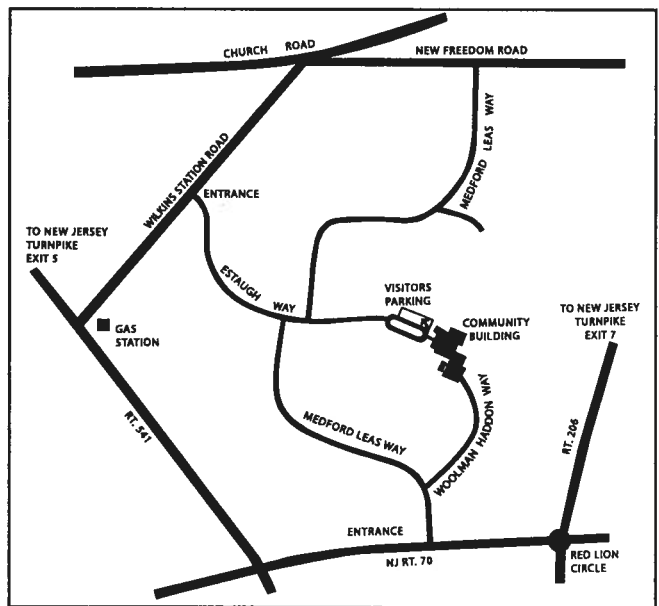 CHURCH ROAD
NEW FREEDOM ROAD
WILKINS STATION ROAD
MEDFORD LEAS WAY
ENTRANCE
TO NEW JERSEY
TURNPIKE
EXIT 5
ESTAUGH WAY
VISITORS
PARKING
GAS
STATION
COMMUNITY
BUILDING
TO NEW JERSEY
TURNPIKE
EXIT 7
RT. 541
MEDFORD LEAS WAY
WOOLMAN HADDON WAY
RT. 206
ENTRANCE
NJ RT. 70
RED LION
CIRCLE